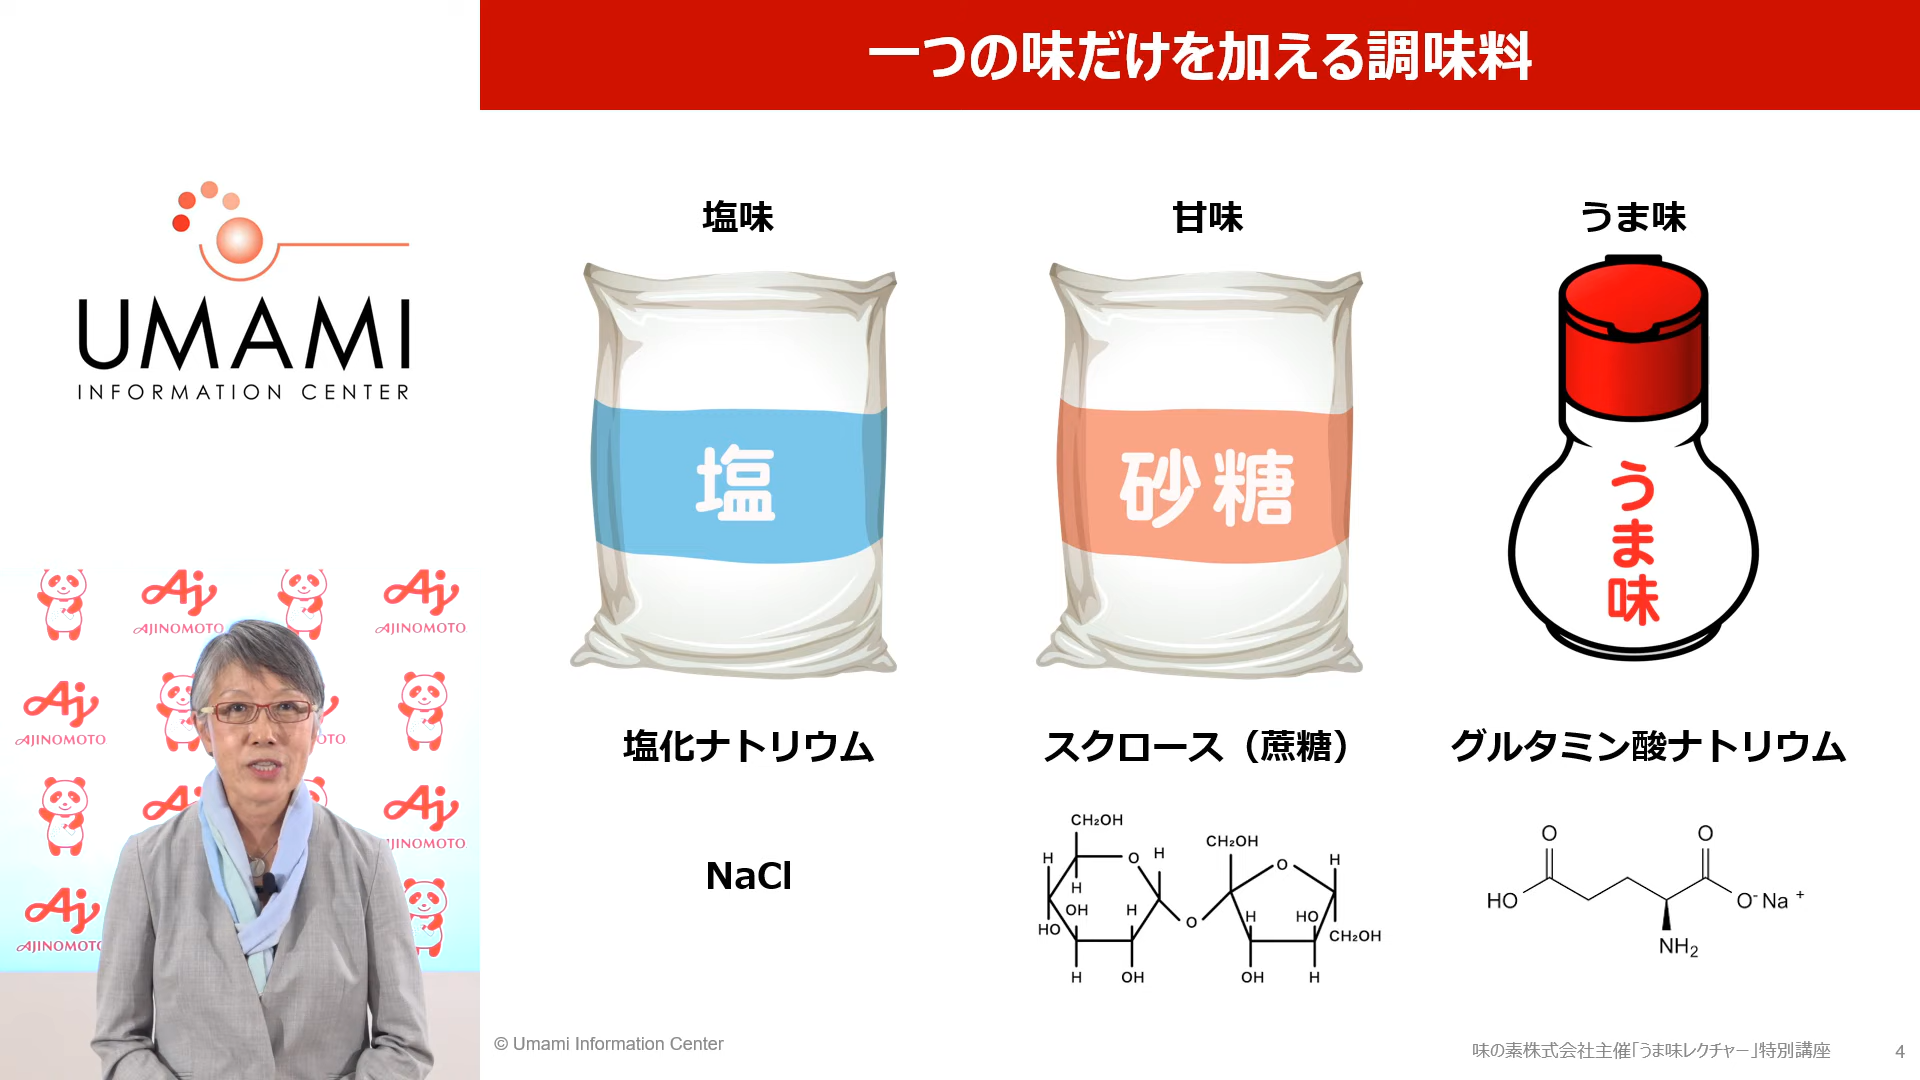 一つの味だけを加える調味料
UMAMI
INFORMATION CENTER
塩味
甘味
うま味
塩
砂糖
うま味
塩化ナトリウム
スクロース（蔗糖）
グルタミン酸ナトリウム
NaCl
CH₂OH
H
O
H
H
OH
HO
H
H
OH
O
CH₂OH
O
H
H
HO
CH₂OH
OH
H
O
O
HO
O⁻Na⁺
NH₂
Aj
AJINOMOTO
Aj
AJINOMOTO
Aj
AJINOMOTO
Aj
Aj
AJINOMOTO
© Umami Information Center
味の素株式会社主催「うま味レクチャー」特別講座
4